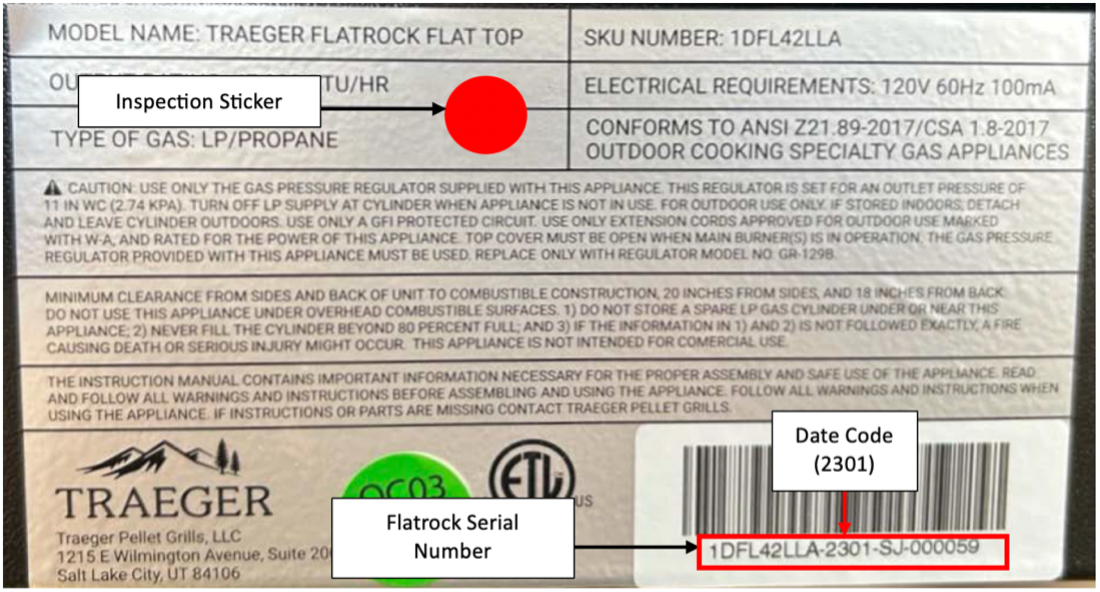 MODEL NAME: TRAEGER FLATROCK FLAT TOP
SKU NUMBER: 1DFL42LLA
TU/HR
ELECTRICAL REQUIREMENTS: 120V 60Hz 100mA
Inspection Sticker
TYPE OF GAS: LP/PROPANE
CONFORMS TO ANSI Z21.89-2017/CSA 1.8-2017
OUTDOOR COOKING SPECIALTY GAS APPLIANCES
⚠ CAUTION: USE ONLY THE GAS PRESSURE REGULATOR SUPPLIED WITH THIS APPLIANCE. THIS REGULATOR IS SET FOR AN OUTLET PRESSURE OF
11 IN WC (2.74 KPA). TURN OFF LP SUPPLY AT CYLINDER WHEN APPLIANCE IS NOT IN USE. FOR OUTDOOR USE ONLY. IF STORED INDOORS, DETACH
AND LEAVE CYLINDER OUTDOORS. USE ONLY A GFI PROTECTED CIRCUIT. USE ONLY EXTENSION CORDS APPROVED FOR OUTDOOR USE MARKED
WITH W-A, AND RATED FOR THE POWER OF THIS APPLIANCE. TOP COVER MUST BE OPEN WHEN MAIN BURNER(S) IS IN OPERATION. THE GAS PRESSURE
REGULATOR PROVIDED WITH THIS APPLIANCE MUST BE USED. REPLACE ONLY WITH REGULATOR MODEL NO: GR-129B.
MINIMUM CLEARANCE FROM SIDES AND BACK OF UNIT TO COMBUSTIBLE CONSTRUCTION, 20 INCHES FROM SIDES, AND 18 INCHES FROM BACK.
DO NOT USE THIS APPLIANCE UNDER OVERHEAD COMBUSTIBLE SURFACES. 1) DO NOT STORE A SPARE LP GAS CYLINDER UNDER OR NEAR THIS
APPLIANCE; 2) NEVER FILL THE CYLINDER BEYOND 80 PERCENT FULL; AND 3) IF THE INFORMATION IN 1) AND 2) IS NOT FOLLOWED EXACTLY, A FIRE
CAUSING DEATH OR SERIOUS INJURY MIGHT OCCUR. THIS APPLIANCE IS NOT INTENDED FOR COMERCIAL USE.
THE INSTRUCTION MANUAL CONTAINS IMPORTANT INFORMATION NECESSARY FOR THE PROPER ASSEMBLY AND SAFE USE OF THE APPLIANCE. READ
AND FOLLOW ALL WARNINGS AND INSTRUCTIONS BEFORE ASSEMBLING AND USING THE APPLIANCE. FOLLOW ALL WARNINGS AND INSTRUCTIONS WHEN
USING THE APPLIANCE. IF INSTRUCTIONS OR PARTS ARE MISSING CONTACT TRAEGER PELLET GRILLS.
TRAEGER
Traeger Pellet Grills, LLC
1215 E Wilmington Avenue, Suite 20
Salt Lake City, UT 84106
QC03
ETL
US
Flatrock Serial
Number
Date Code
(2301)
1DFL42LLA-2301-SJ-000059